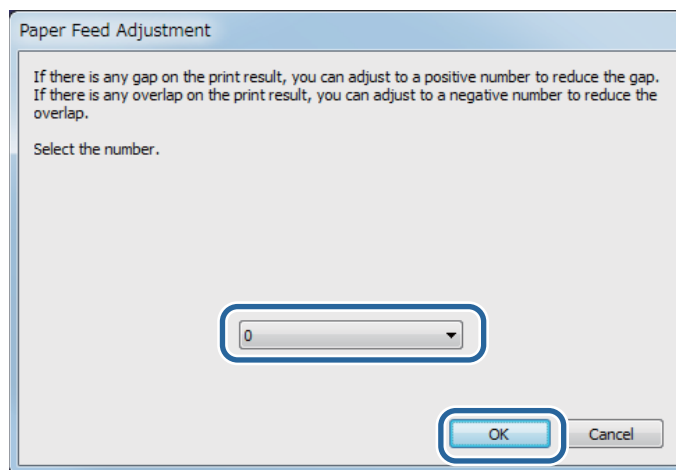 Paper Feed Adjustment
If there is any gap on the print result, you can adjust to a positive number to reduce the gap.
If there is any overlap on the print result, you can adjust to a negative number to reduce the
overlap.
Select the number.
0
OK Cancel